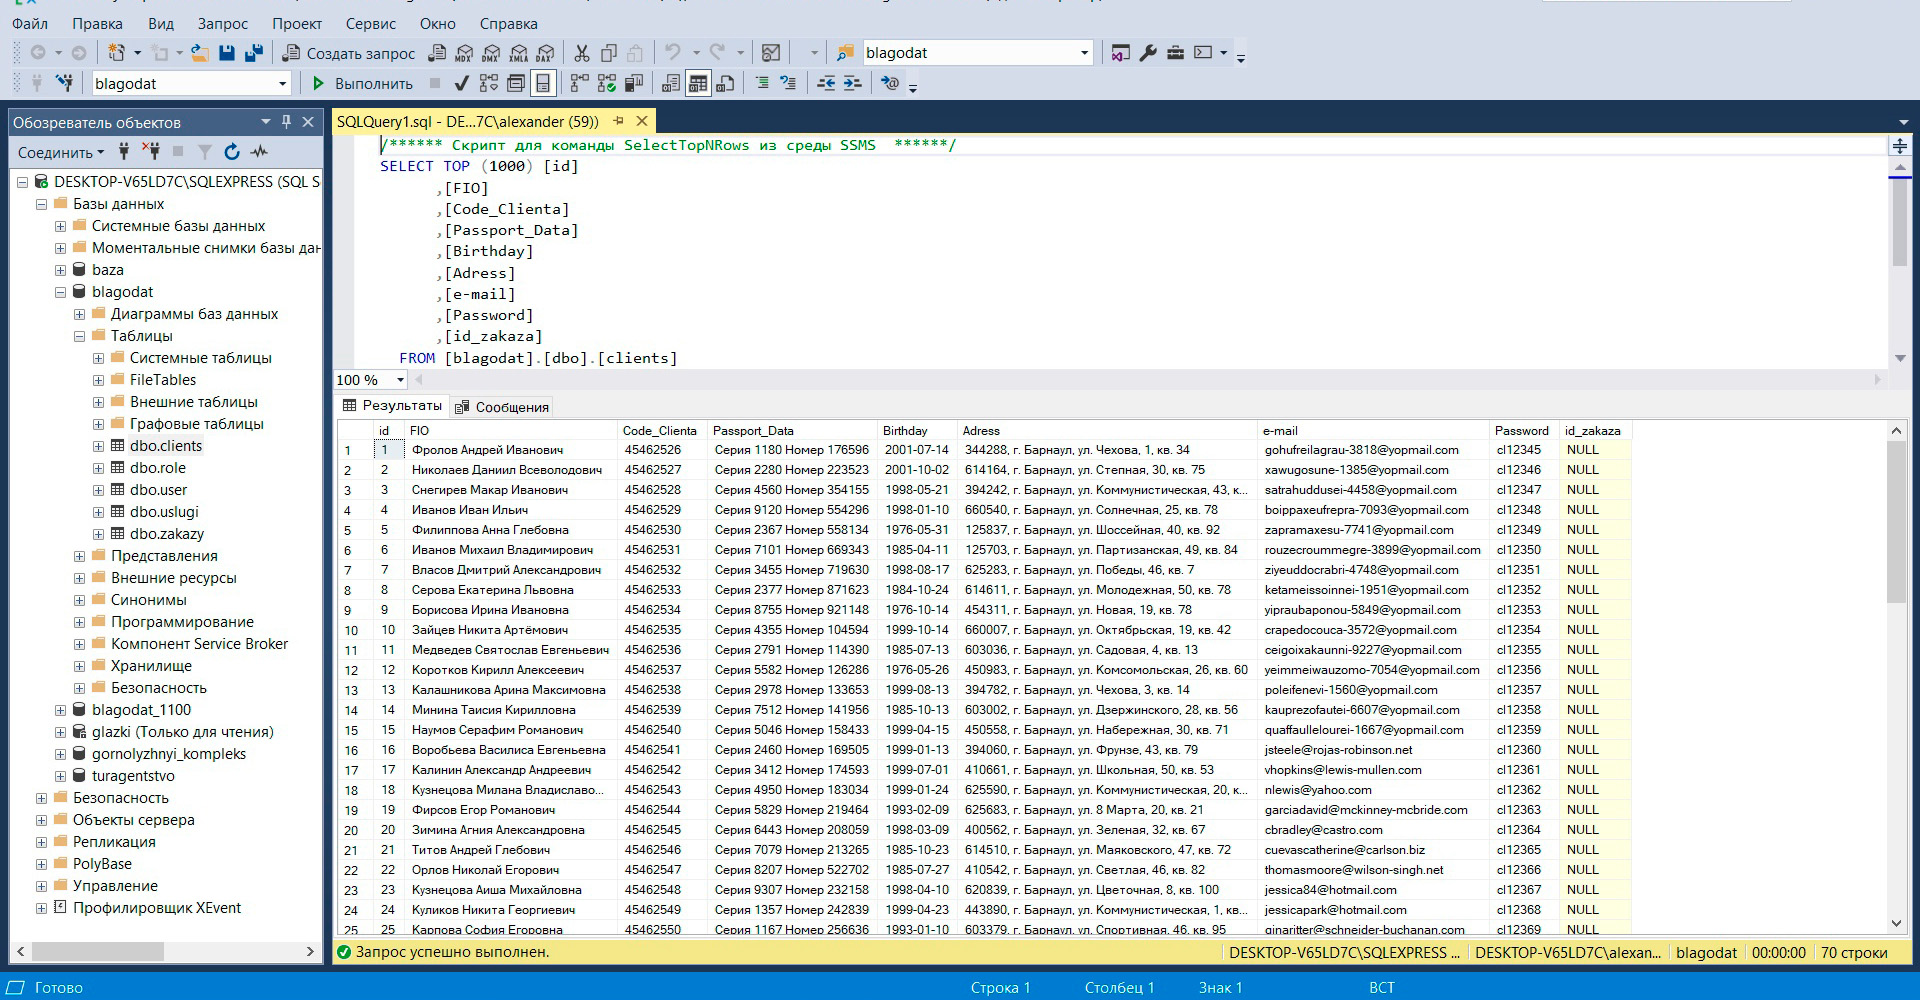 Файл Правка Вид Запрос Проект Сервис Окно Справка
Создать запрос MDX DMX XMLA DAX blagodat
blagodat Выполнить
Обозреватель объектов
Соединить
DESKTOP-V65LD7C\SQLEXPRESS (SQL S
Базы данных
Системные базы данных
Моментальные снимки базы дан
baza
blagodat
Диаграммы баз данных
Таблицы
Системные таблицы
FileTables
Внешние таблицы
Графовые таблицы
dbo.clients
dbo.role
dbo.user
dbo.uslugi
dbo.zakazy
Представления
Внешние ресурсы
Синонимы
Программирование
Компонент Service Broker
Хранилище
Безопасность
blagodat_1100
glazki (Только для чтения)
gornolyzhnyi_kompleks
turagentstvo
Безопасность
Объекты сервера
Репликация
PolyBase
Управление
Профилировщик XEvent
SQLQuery1.sql - DE...7C\alexander (59))
/****** Скрипт для команды SelectTopNRows из среды SSMS ******/
SELECT TOP (1000) [id]
,[FIO]
,[Code_Clienta]
,[Passport_Data]
,[Birthday]
,[Adress]
,[e-mail]
,[Password]
,[id_zakaza]
FROM [blagodat].[dbo].[clients]
100 %
Результаты Сообщения
id FIO Code_Clienta Passport_Data Birthday Adress e-mail Password id_zakaza
1 1 Фролов Андрей Иванович 45462526 Серия 1180 Номер 176596 2001-07-14 344288, г. Барнаул, ул. Чехова, 1, кв. 34 gohufreilagrau-3818@yopmail.com cl12345 NULL
2 2 Николаев Даниил Всеволодович 45462527 Серия 2280 Номер 223523 2001-10-02 614164, г. Барнаул, ул. Степная, 30, кв. 75 xawugosune-1385@yopmail.com cl12346 NULL
3 3 Снегирев Макар Иванович 45462528 Серия 4560 Номер 354155 1998-05-21 394242, г. Барнаул, ул. Коммунистическая, 43, к... satrahuddusei-4458@yopmail.com cl12347 NULL
4 4 Иванов Иван Ильич 45462529 Серия 9120 Номер 554296 1998-01-10 660540, г. Барнаул, ул. Солнечная, 25, кв. 78 boippaxeufrepra-7093@yopmail.com cl12348 NULL
5 5 Филиппова Анна Глебовна 45462530 Серия 2367 Номер 558134 1976-05-31 125837, г. Барнаул, ул. Шоссейная, 40, кв. 92 zapramaxesu-7741@yopmail.com cl12349 NULL
6 6 Иванов Михаил Владимирович 45462531 Серия 7101 Номер 669343 1985-04-11 125703, г. Барнаул, ул. Партизанская, 49, кв. 84 rouzecroummegre-3899@yopmail.com cl12350 NULL
7 7 Власов Дмитрий Александрович 45462532 Серия 3455 Номер 719630 1998-08-17 625283, г. Барнаул, ул. Победы, 46, кв. 7 ziyeuddocrabri-4748@yopmail.com cl12351 NULL
8 8 Серова Екатерина Львовна 45462533 Серия 2377 Номер 871623 1984-10-24 614611, г. Барнаул, ул. Молодежная, 50, кв. 78 ketameissoinnei-1951@yopmail.com cl12352 NULL
9 9 Борисова Ирина Ивановна 45462534 Серия 8755 Номер 921148 1976-10-14 454311, г. Барнаул, ул. Новая, 19, кв. 78 yipraubaponou-5849@yopmail.com cl12353 NULL
10 10 Зайцев Никита Артёмович 45462535 Серия 4355 Номер 104594 1999-10-14 660007, г. Барнаул, ул. Октябрьская, 19, кв. 42 crapedocouca-3572@yopmail.com cl12354 NULL
11 11 Медведев Святослав Евгеньевич 45462536 Серия 2791 Номер 114390 1985-07-13 603036, г. Барнаул, ул. Садовая, 4, кв. 13 ceigoixakaunni-9227@yopmail.com cl12355 NULL
12 12 Коротков Кирилл Алексеевич 45462537 Серия 5582 Номер 126286 1976-05-26 450983, г. Барнаул, ул. Комсомольская, 26, кв. 60 yeimmeiwauzomo-7054@yopmail.com cl12356 NULL
13 13 Калашникова Арина Максимовна 45462538 Серия 2978 Номер 133653 1999-08-13 394782, г. Барнаул, ул. Чехова, 3, кв. 14 poleifenevi-1560@yopmail.com cl12357 NULL
14 14 Минина Таисия Кирилловна 45462539 Серия 7512 Номер 141956 1985-10-13 603002, г. Барнаул, ул. Дзержинского, 28, кв. 56 kauprezofautei-6607@yopmail.com cl12358 NULL
15 15 Наумов Серафим Романович 45462540 Серия 5046 Номер 158433 1999-04-15 450558, г. Барнаул, ул. Набережная, 30, кв. 71 quaffaullelourei-1667@yopmail.com cl12359 NULL
16 16 Воробьева Василиса Евгеньевна 45462541 Серия 2460 Номер 169505 1999-01-13 394060, г. Барнаул, ул. Фрунзе, 43, кв. 79 jsteele@rojas-robinson.net cl12360 NULL
17 17 Калинин Александр Андреевич 45462542 Серия 3412 Номер 174593 1999-07-01 410661, г. Барнаул, ул. Школьная, 50, кв. 53 vhopkins@lewis-mullen.com cl12361 NULL
18 18 Кузнецова Милана Владиславо... 45462543 Серия 4950 Номер 183034 1999-01-24 625590, г. Барнаул, ул. Коммунистическая, 20, к... nlewis@yahoo.com cl12362 NULL
19 19 Фирсов Егор Романович 45462544 Серия 5829 Номер 219464 1993-02-09 625683, г. Барнаул, ул. 8 Марта, 20, кв. 21 garciadavid@mckinney-mcbride.com cl12363 NULL
20 20 Зимина Агния Александровна 45462545 Серия 6443 Номер 208059 1998-03-09 400562, г. Барнаул, ул. Зеленая, 32, кв. 67 cbradley@castro.com cl12364 NULL
21 21 Титов Андрей Глебович 45462546 Серия 7079 Номер 213265 1985-10-23 614510, г. Барнаул, ул. Маяковского, 47, кв. 72 cuevascatherine@carlson.biz cl12365 NULL
22 22 Орлов Николай Егорович 45462547 Серия 8207 Номер 522702 1985-07-27 410542, г. Барнаул, ул. Светлая, 46, кв. 82 thomasmoore@wilson-singh.net cl12366 NULL
23 23 Кузнецова Аиша Михайловна 45462548 Серия 9307 Номер 232158 1998-04-10 620839, г. Барнаул, ул. Цветочная, 8, кв. 100 jessica84@hotmail.com cl12367 NULL
24 24 Куликов Никита Георгиевич 45462549 Серия 1357 Номер 242839 1999-04-23 443890, г. Барнаул, ул. Коммунистическая, 1, кв... jessicapark@hotmail.com cl12368 NULL
25 25 Карпова София Егоровна 45462550 Серия 1167 Номер 256636 1993-01-10 603379, г. Барнаул, ул. Спортивная, 46, кв. 95 ginaritter@schneider-buchanan.com cl12369 NULL
Запрос успешно выполнен. DESKTOP-V65LD7C\SQLEXPRESS ... DESKTOP-V65LD7C\alexan... blagodat 00:00:00 70 строки
Готово Строка 1 Столбец 1 Знак 1 ВСТ